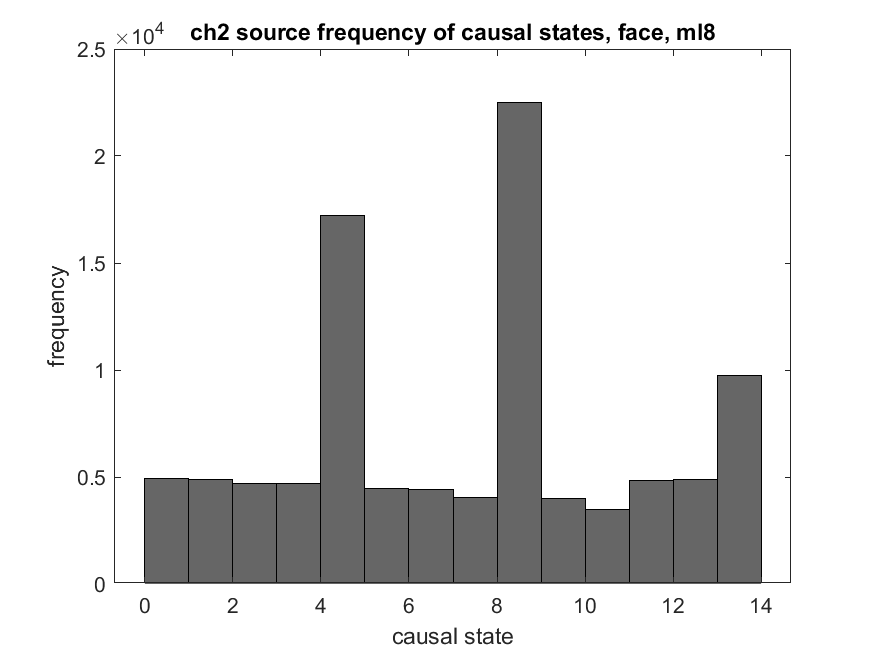 ×10⁴
ch2 source frequency of causal states, face, ml8
2.5
2
1.5
1
0.5
0
frequency
0 2 4 6 8 10 12 14
causal state